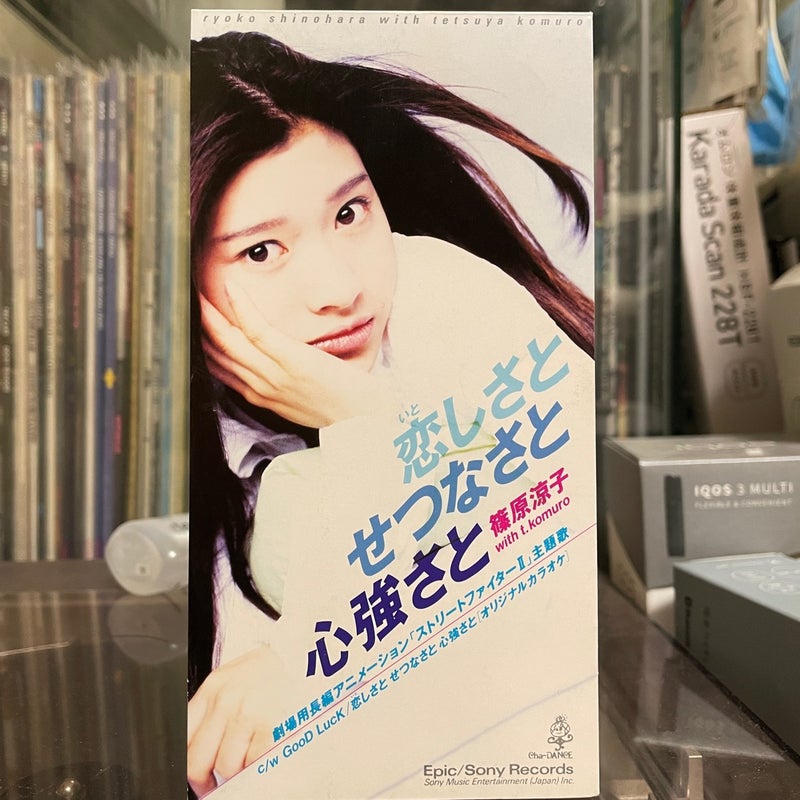 ryoko shinohara with tetsuya komuro
いと
恋しさと
せつなさと
心強さと
篠原涼子
with t.komuro
劇場用長編アニメーション「ストリートファイターⅡ」主題歌
c/w GooD LucK/恋しさと せつなさと 心強さと[オリジナルカラオケ]
Cha-DANCE
Epic/Sony Records
Sony Music Entertainment (Japan) Inc.
Karada Scan 228T
IQOS 3 MULTI
FLEXIBLE & CONVENIENT